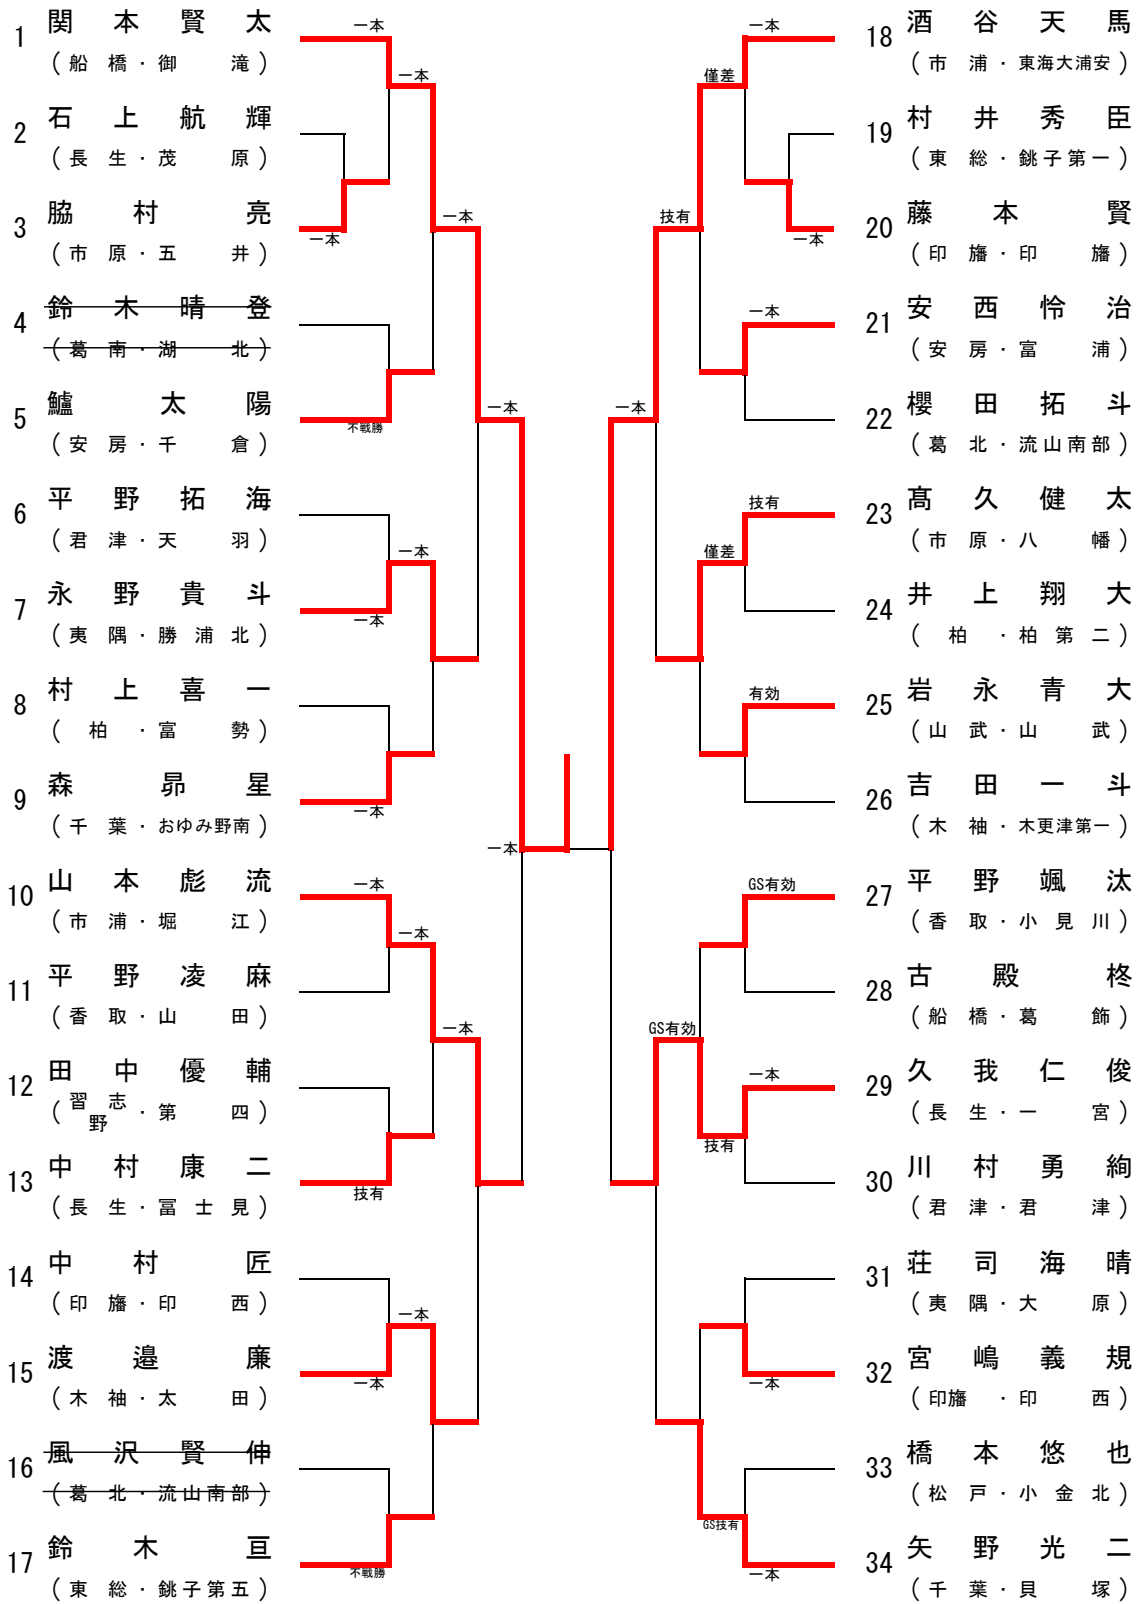 1 関本賢太
(船橋・御滝)
2 石上航輝
(長生・茂原)
3 脇村亮
(市原・五井)
4 鈴木晴登
(葛南・湖北)
5 鱸太陽
(安房・千倉)
6 平野拓海
(君津・天羽)
7 永野貴斗
(夷隅・勝浦北)
8 村上喜一
(柏・富勢)
9 森昴星
(千葉・おゆみ野南)
10 山本彪流
(市浦・堀江)
11 平野凌麻
(香取・山田)
12 田中優輔
(習志野・第四)
13 中村康二
(長生・冨士見)
14 中村匠
(印旛・印西)
15 渡邉廉
(木袖・太田)
16 風沢賢伸
(葛北・流山南部)
17 鈴木亘
(東総・銚子第五)
一本
一本
一本
一本
不戦勝
一本
一本
一本
一本
一本
一本
一本
一本
技有
一本
一本
不戦勝
18 酒谷天馬
(市浦・東海大浦安)
19 村井秀臣
(東総・銚子第一)
20 藤本賢
(印旛・印旛)
21 安西怜治
(安房・富浦)
22 櫻田拓斗
(葛北・流山南部)
23 髙久健太
(市原・八幡)
24 井上翔大
(柏・柏第二)
25 岩永青大
(山武・山武)
26 吉田一斗
(木袖・木更津第一)
27 平野颯汰
(香取・小見川)
28 古殿柊
(船橋・葛飾)
29 久我仁俊
(長生・一宮)
30 川村勇絢
(君津・君津)
31 荘司海晴
(夷隅・大原)
32 宮嶋義規
(印旛・印西)
33 橋本悠也
(松戸・小金北)
34 矢野光二
(千葉・貝塚)
一本
僅差
技有
一本
一本
一本
技有
僅差
有効
GS有効
GS有効
一本
技有
一本
GS技有
一本